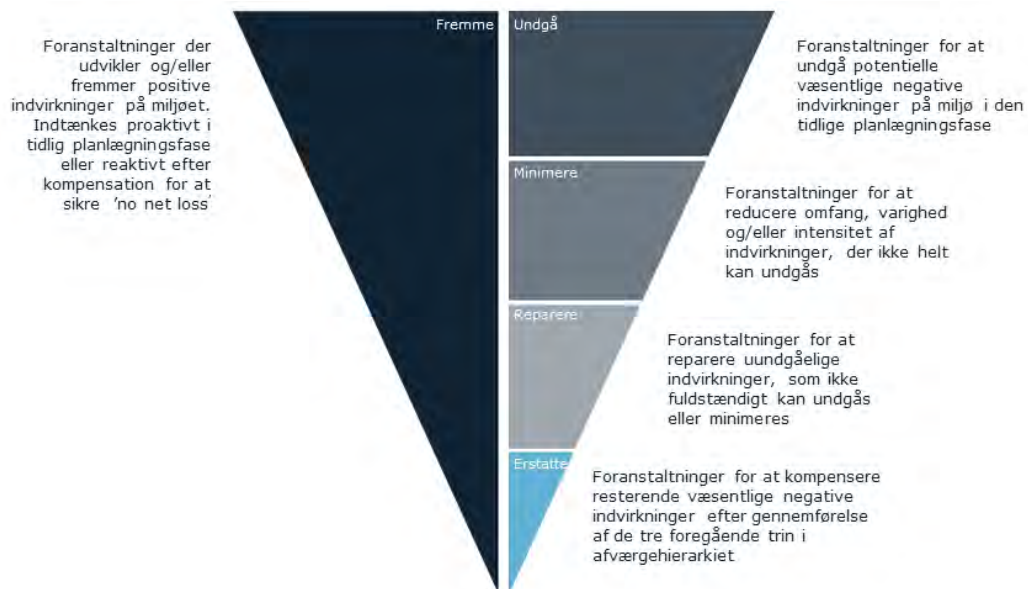 Fremme
Foranstaltninger der
udvikler og/eller
fremmer positive
indvirkninger på miljøet.
Indtænkes proaktivt i
tidlig planlægningsfase
eller reaktivt efter
kompensation for at
sikre 'no net loss'
Undgå
Foranstaltninger for at
undgå potentielle
væsentlige negative
indvirkninger på miljø i den
tidlige planlægningsfase
Minimere
Foranstaltninger for at
reducere omfang, varighed
og/eller intensitet af
indvirkninger, der ikke helt
kan undgås
Reparere
Foranstaltninger for at
reparere uundgåelige
indvirkninger, som ikke
fuldstændigt kan undgås
eller minimeres
Erstatte
Foranstaltninger for at kompensere
resterende væsentlige negative
indvirkninger efter gennemførelse
af de tre foregående trin i
afværgehierarkiet